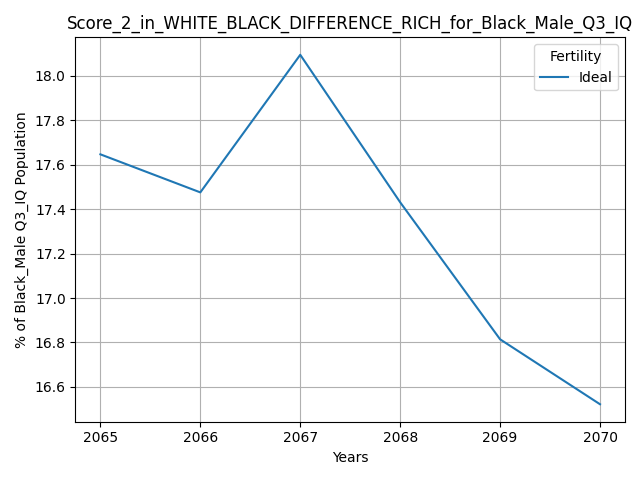 Score_2_in_WHITE_BLACK_DIFFERENCE_RICH_for_Black_Male_Q3_IQ
Fertility
Ideal
% of Black_Male Q3_IQ Population
18.0
17.8
17.6
17.4
17.2
17.0
16.8
16.6
2065 2066 2067 2068 2069 2070
Years